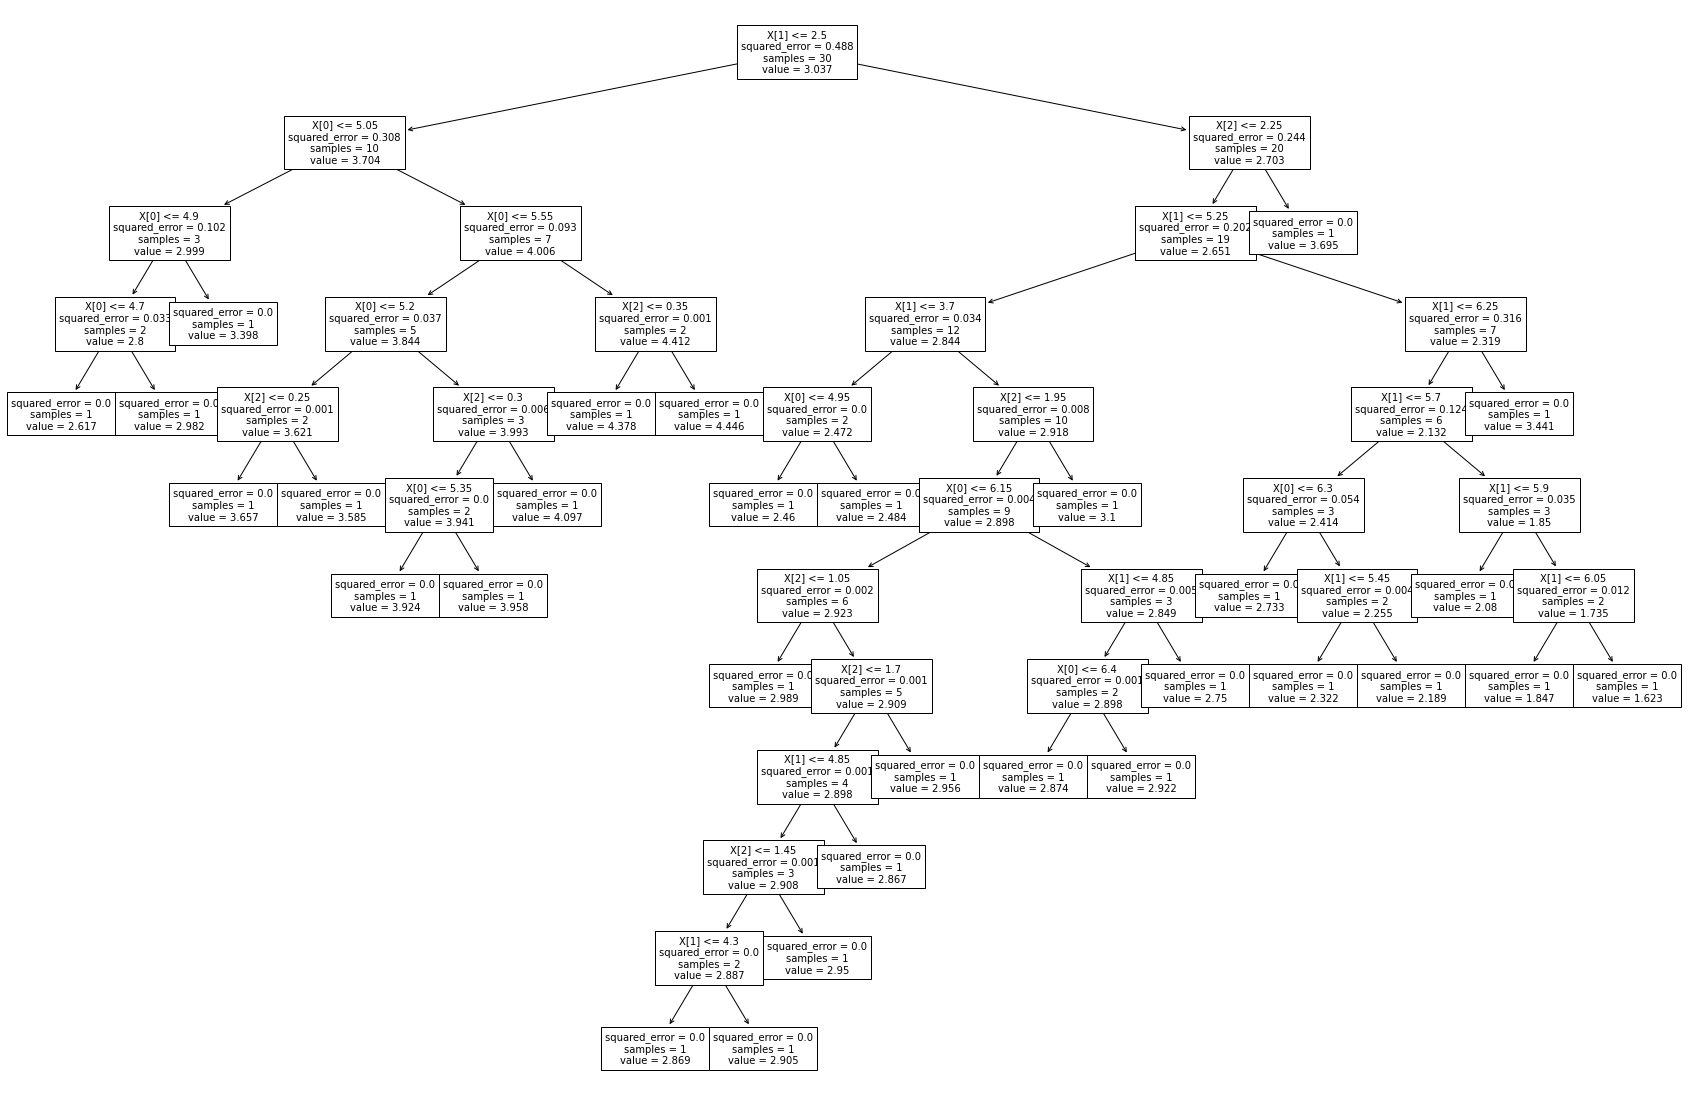 X[1] <= 2.5
squared_error = 0.488
samples = 30
value = 3.037
X[0] <= 5.05
squared_error = 0.308
samples = 10
value = 3.704
X[2] <= 2.25
squared_error = 0.244
samples = 20
value = 2.703
X[0] <= 4.9
squared_error = 0.102
samples = 3
value = 2.999
X[0] <= 5.55
squared_error = 0.093
samples = 7
value = 4.006
X[1] <= 5.25
squared_error = 0.202
samples = 19
value = 2.651
squared_error = 0.0
samples = 1
value = 3.695
X[0] <= 4.7
squared_error = 0.033
samples = 2
value = 2.8
squared_error = 0.0
samples = 1
value = 3.398
X[0] <= 5.2
squared_error = 0.037
samples = 5
value = 3.844
X[2] <= 0.35
squared_error = 0.001
samples = 2
value = 4.412
X[1] <= 3.7
squared_error = 0.034
samples = 12
value = 2.844
X[1] <= 6.25
squared_error = 0.316
samples = 7
value = 2.319
squared_error = 0.0
samples = 1
value = 2.617
squared_error = 0.0
samples = 1
value = 2.982
X[2] <= 0.25
squared_error = 0.001
samples = 2
value = 3.621
X[2] <= 0.3
squared_error = 0.006
samples = 3
value = 3.993
squared_error = 0.0
samples = 1
value = 4.378
squared_error = 0.0
samples = 1
value = 4.446
X[0] <= 4.95
squared_error = 0.0
samples = 2
value = 2.472
X[2] <= 1.95
squared_error = 0.008
samples = 10
value = 2.918
X[1] <= 5.7
squared_error = 0.124
samples = 6
value = 2.132
squared_error = 0.0
samples = 1
value = 3.441
squared_error = 0.0
samples = 1
value = 3.657
squared_error = 0.0
samples = 1
value = 3.585
X[0] <= 5.35
squared_error = 0.0
samples = 2
value = 3.941
squared_error = 0.0
samples = 1
value = 4.097
squared_error = 0.0
samples = 1
value = 2.46
squared_error = 0.0
samples = 1
value = 2.484
X[0] <= 6.15
squared_error = 0.004
samples = 9
value = 2.898
squared_error = 0.0
samples = 1
value = 3.1
X[0] <= 6.3
squared_error = 0.054
samples = 3
value = 2.414
X[1] <= 5.9
squared_error = 0.035
samples = 3
value = 1.85
squared_error = 0.0
samples = 1
value = 3.924
squared_error = 0.0
samples = 1
value = 3.958
X[2] <= 1.05
squared_error = 0.002
samples = 6
value = 2.923
X[1] <= 4.85
squared_error = 0.005
samples = 3
value = 2.849
squared_error = 0.0
samples = 1
value = 2.733
X[1] <= 5.45
squared_error = 0.004
samples = 2
value = 2.255
squared_error = 0.0
samples = 1
value = 2.08
X[1] <= 6.05
squared_error = 0.012
samples = 2
value = 1.735
squared_error = 0.0
samples = 1
value = 2.989
X[2] <= 1.7
squared_error = 0.001
samples = 5
value = 2.909
X[0] <= 6.4
squared_error = 0.001
samples = 2
value = 2.898
squared_error = 0.0
samples = 1
value = 2.75
squared_error = 0.0
samples = 1
value = 2.322
squared_error = 0.0
samples = 1
value = 2.189
squared_error = 0.0
samples = 1
value = 1.847
squared_error = 0.0
samples = 1
value = 1.623
X[1] <= 4.85
squared_error = 0.001
samples = 4
value = 2.898
squared_error = 0.0
samples = 1
value = 2.956
squared_error = 0.0
samples = 1
value = 2.874
squared_error = 0.0
samples = 1
value = 2.922
X[2] <= 1.45
squared_error = 0.001
samples = 3
value = 2.908
squared_error = 0.0
samples = 1
value = 2.867
X[1] <= 4.3
squared_error = 0.0
samples = 2
value = 2.887
squared_error = 0.0
samples = 1
value = 2.95
squared_error = 0.0
samples = 1
value = 2.869
squared_error = 0.0
samples = 1
value = 2.905